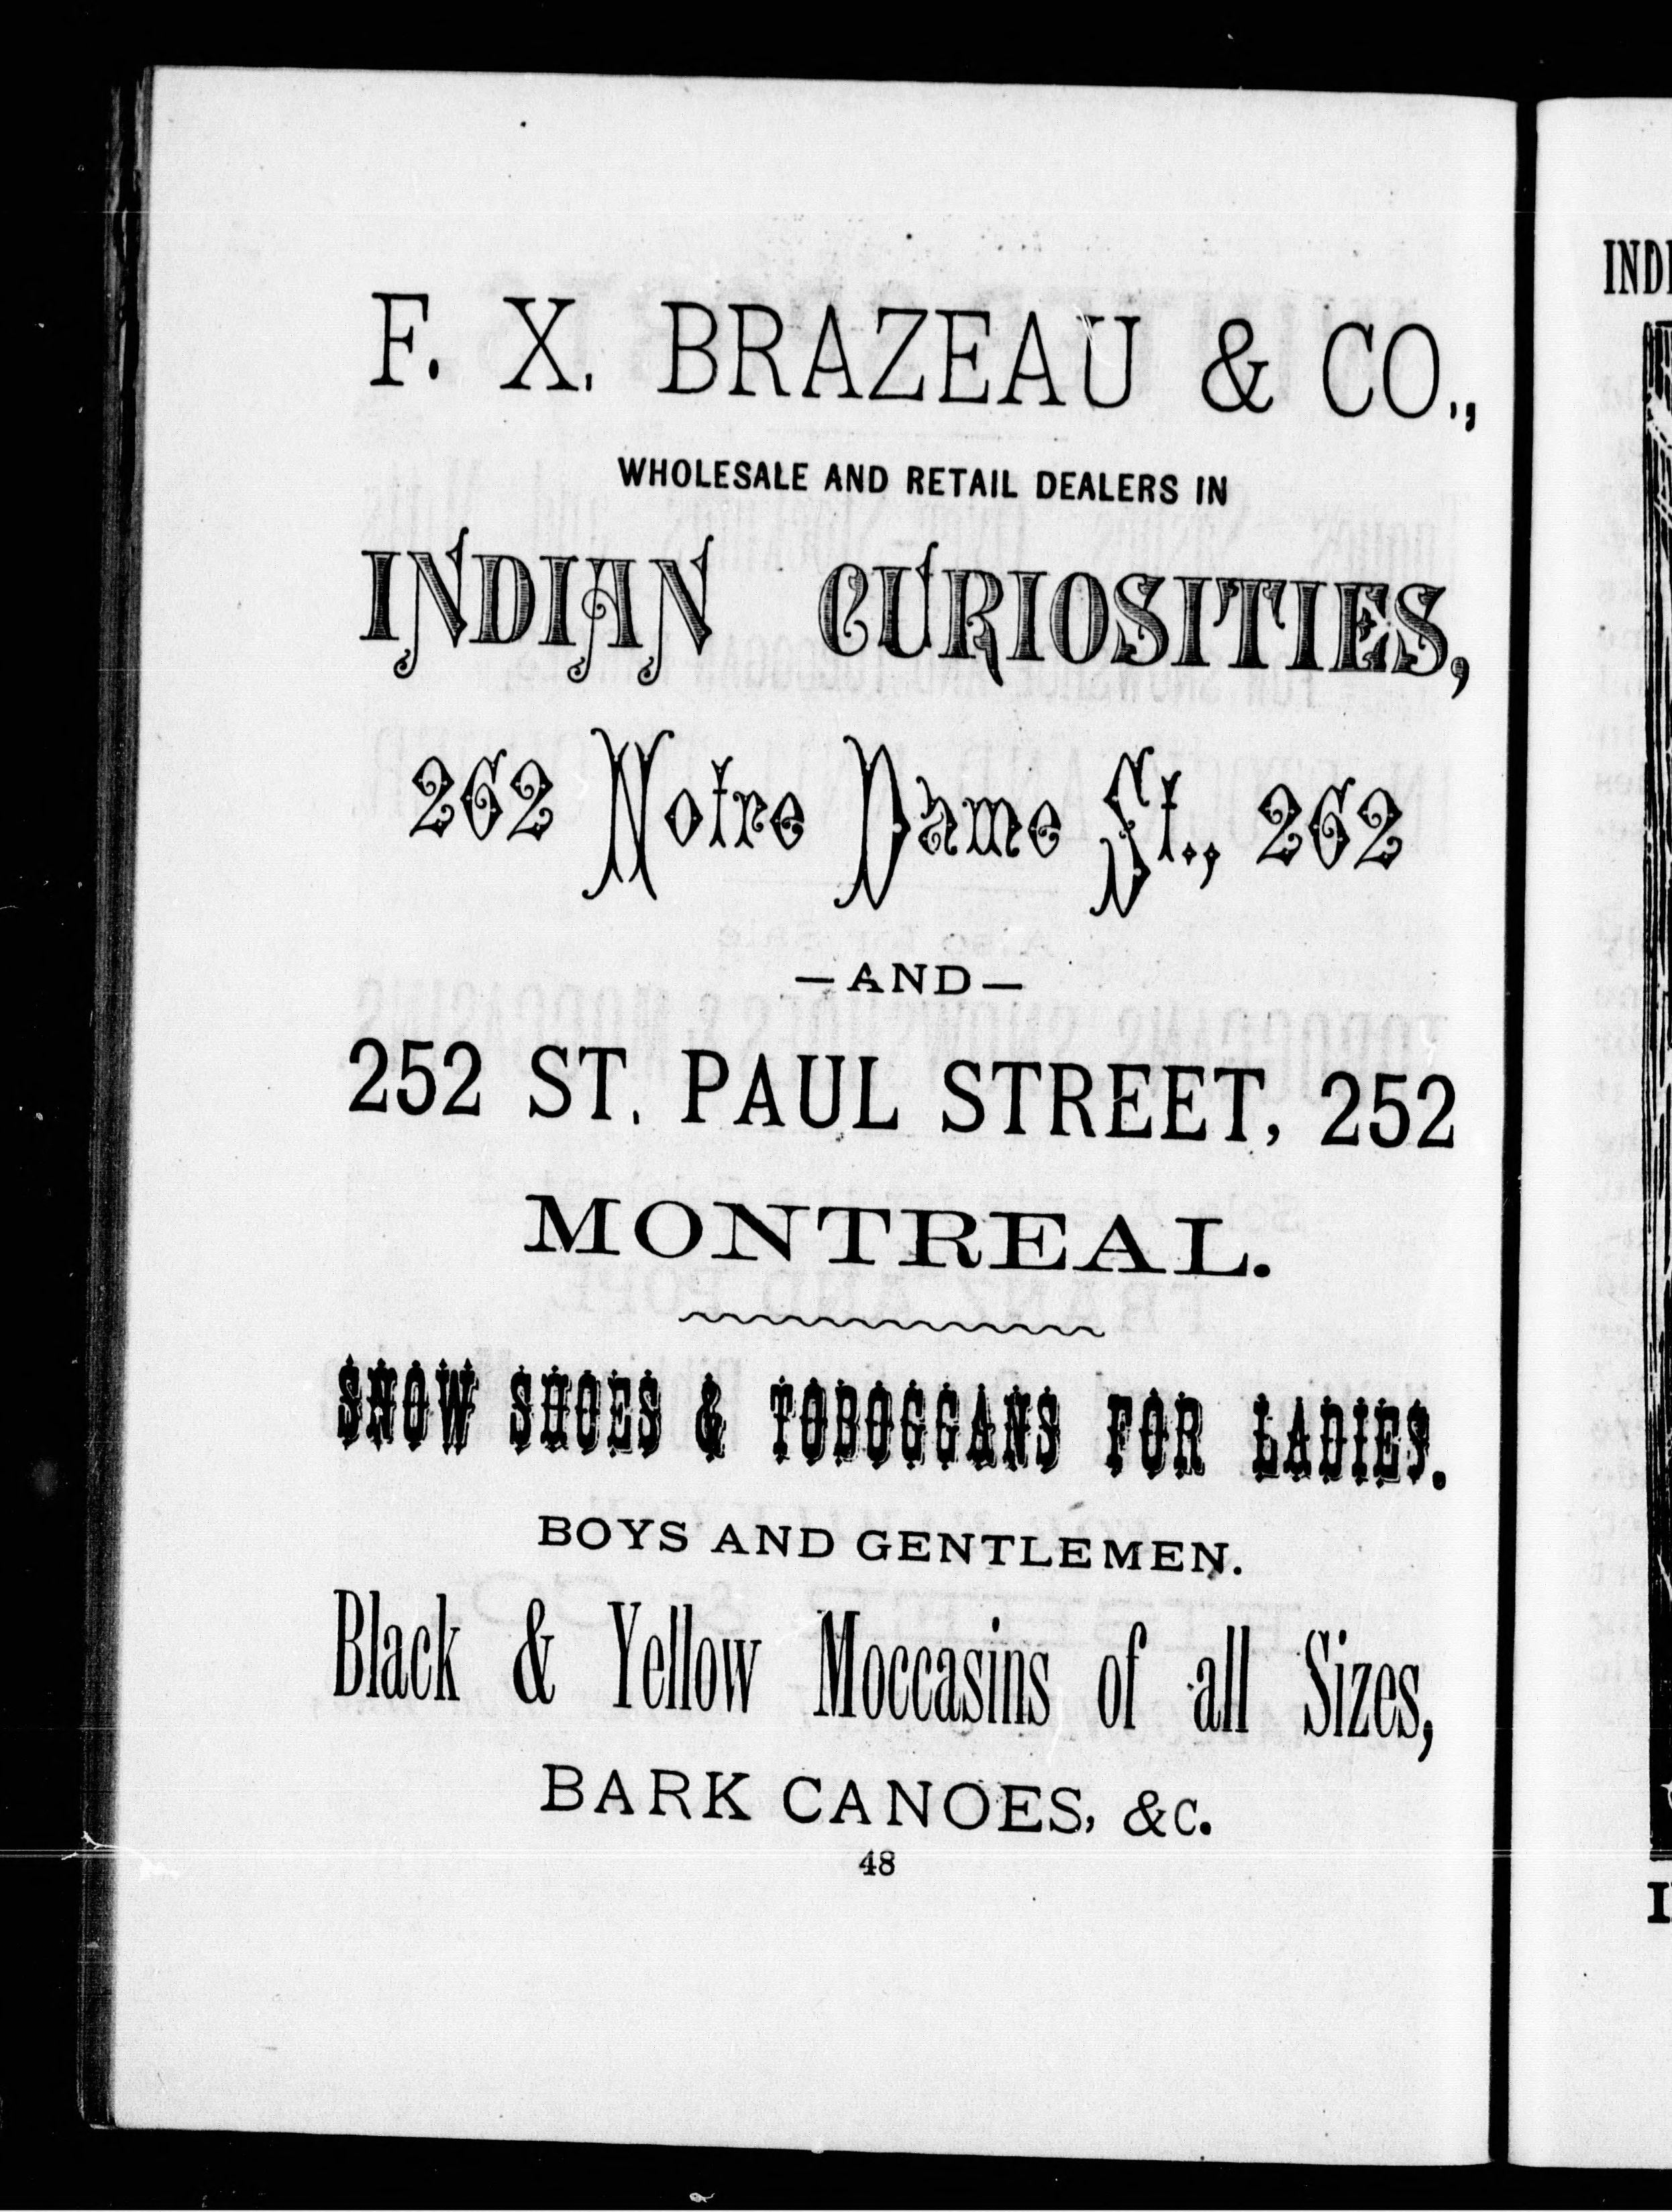 F. X. BRAZEAU & CO.,
WHOLESALE AND RETAIL DEALERS IN
INDIAN CURIOSITIES,
262 Notre Dame St., 262
—AND—
252 ST. PAUL STREET, 252
MONTREAL.
SNOW SHOES & TOBOGGANS FOR LADIES.
BOYS AND GENTLEMEN.
Black & Yellow Moccasins of all Sizes,
BARK CANOES, &C.
48